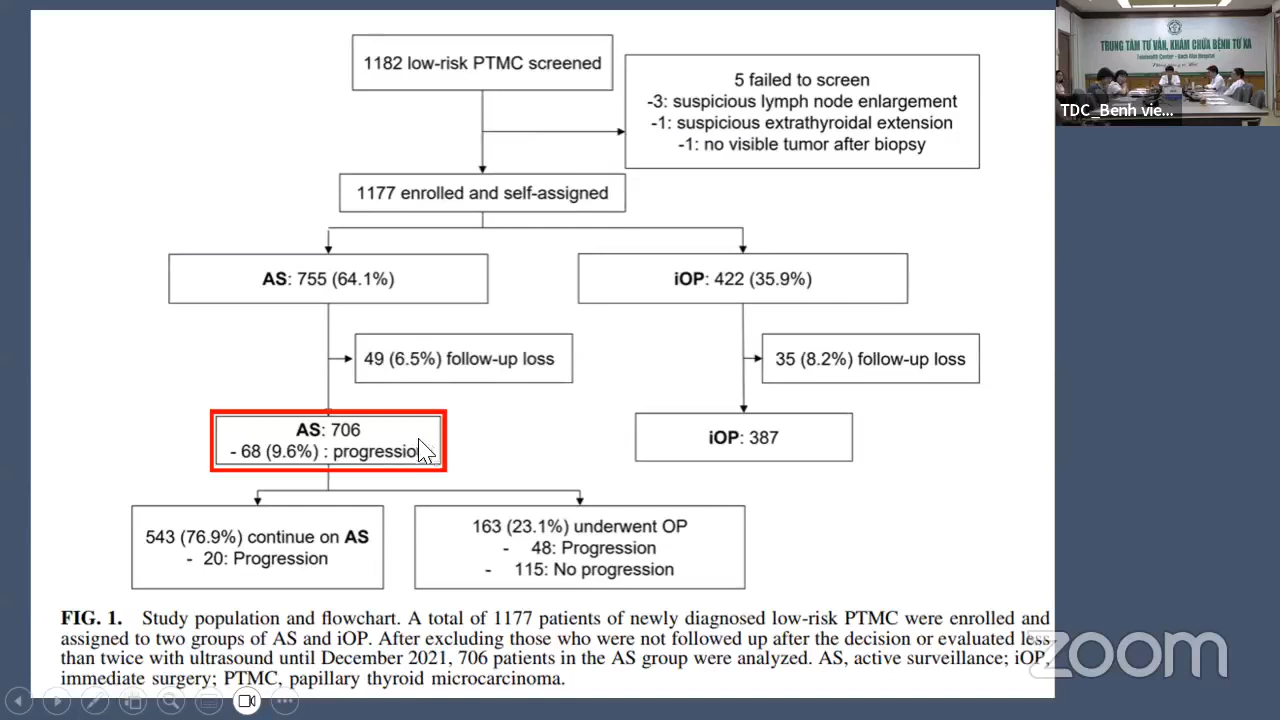 1182 low-risk PTMC screened
5 failed to screen
-3: suspicious lymph node enlargement
-1: suspicious extrathyroidal extension
-1: no visible tumor after biopsy
1177 enrolled and self-assigned
AS: 755 (64.1%)
iOP: 422 (35.9%)
49 (6.5%) follow-up loss
35 (8.2%) follow-up loss
AS: 706
- 68 (9.6%) : progression
iOP: 387
543 (76.9%) continue on AS
- 20: Progression
163 (23.1%) underwent OP
- 48: Progression
- 115: No progression
FIG. 1. Study population and flowchart. A total of 1177 patients of newly diagnosed low-risk PTMC were enrolled and
assigned to two groups of AS and iOP. After excluding those who were not followed up after the decision or evaluated less
than twice with ultrasound until December 2021, 706 patients in the AS group were analyzed. AS, active surveillance; iOP,
immediate surgery; PTMC, papillary thyroid microcarcinoma.
TRUNG TÂM TƯ VẤN, KHÁM CHỮA BỆNH TỪ XA
Telehealth Center - Bach Mai Hospital
TDC_Benh vie...
zoom